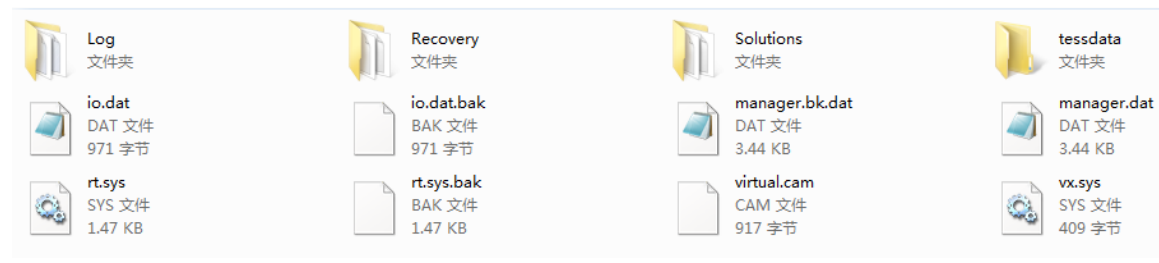 Log
文件夹
Recovery
文件夹
Solutions
文件夹
tessdata
文件夹
io.dat
DAT 文件
971 字节
io.dat.bak
BAK 文件
971 字节
manager.bk.dat
DAT 文件
3.44 KB
manager.dat
DAT 文件
3.44 KB
rt.sys
SYS 文件
1.47 KB
rt.sys.bak
BAK 文件
1.47 KB
virtual.cam
CAM 文件
917 字节
vx.sys
SYS 文件
409 字节